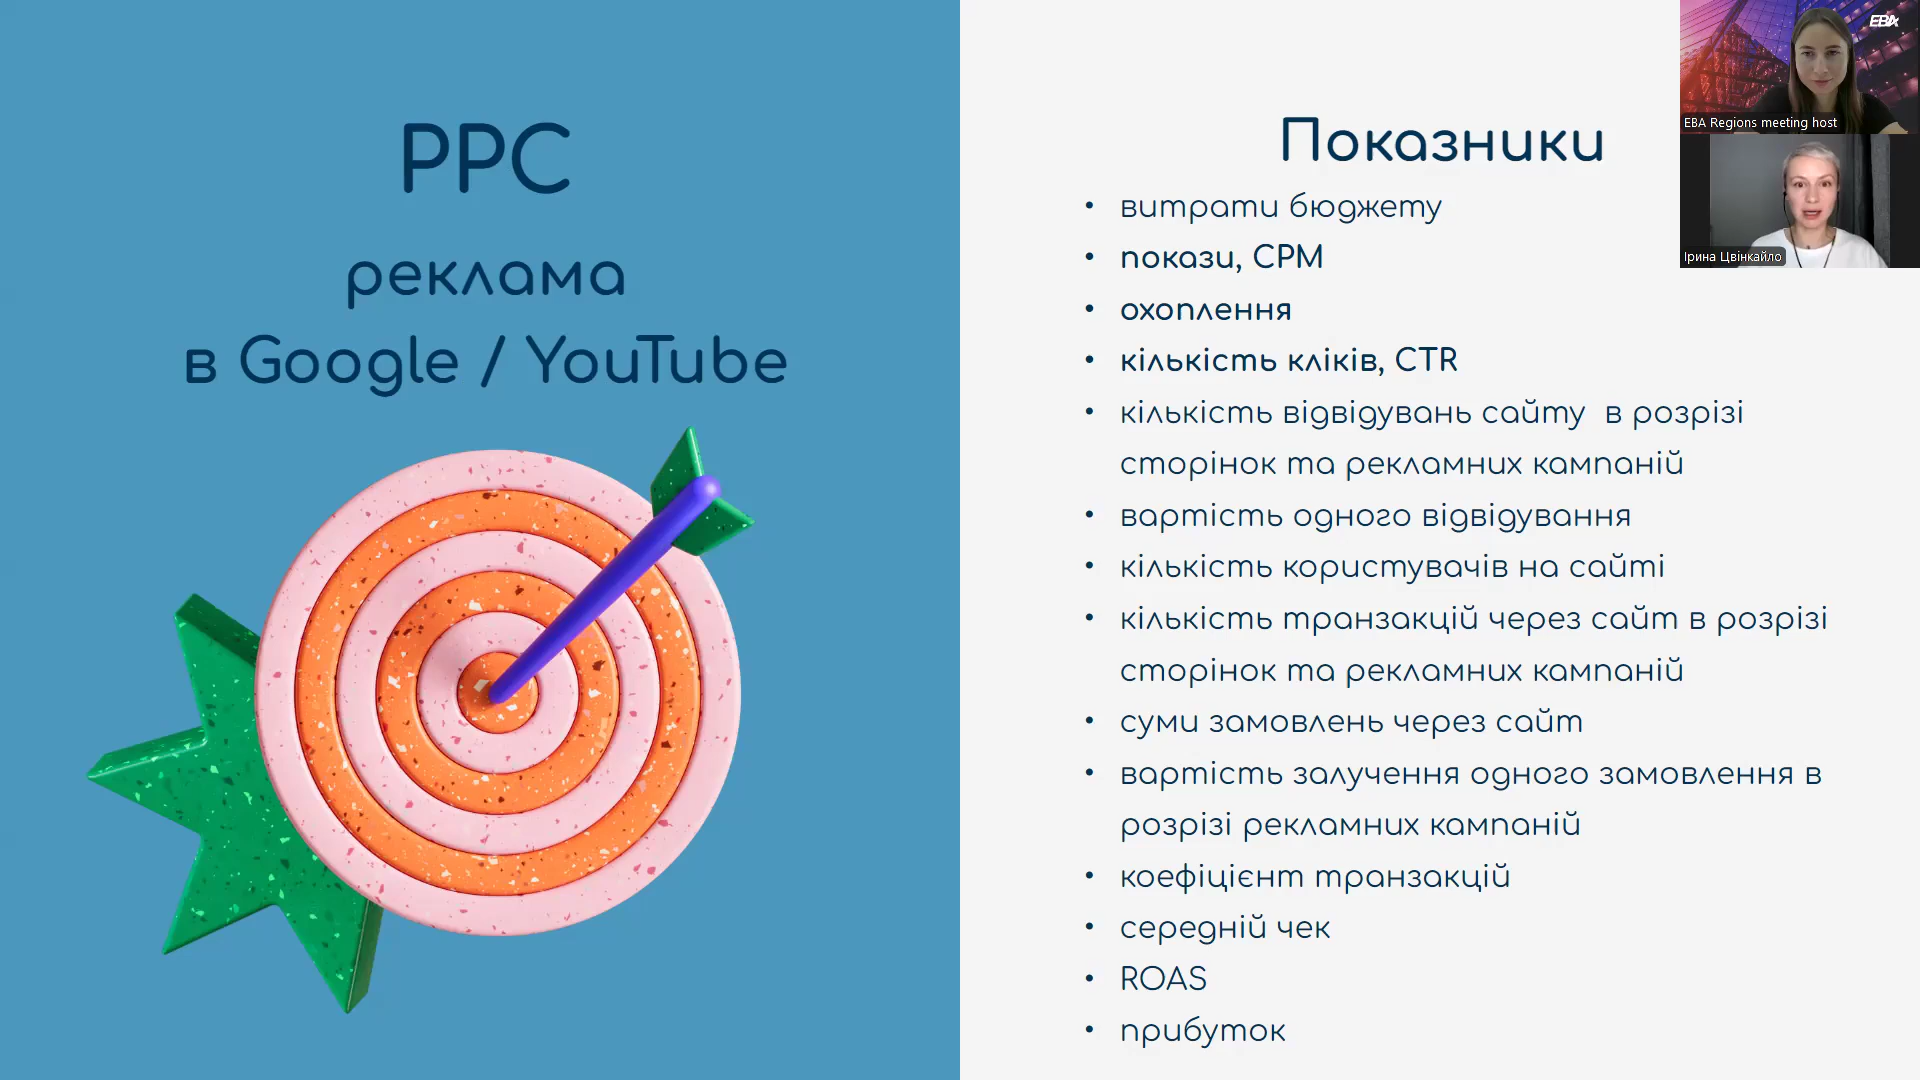 PPC
реклама
в Google / YouTube
Показники
• витрати бюджету
• покази, CPM
• охоплення
• кількість кліків, CTR
• кількість відвідувань сайту в розрізі
сторінок та рекламних кампаній
• вартість одного відвідування
• кількість користувачів на сайті
• кількість транзакцій через сайт в розрізі
сторінок та рекламних кампаній
• суми замовлень через сайт
• вартість залучення одного замовлення в
розрізі рекламних кампаній
• коефіцієнт транзакцій
• середній чек
• ROAS
• прибуток
EBA
EBA Regions meeting host
Ірина Цвінкайло